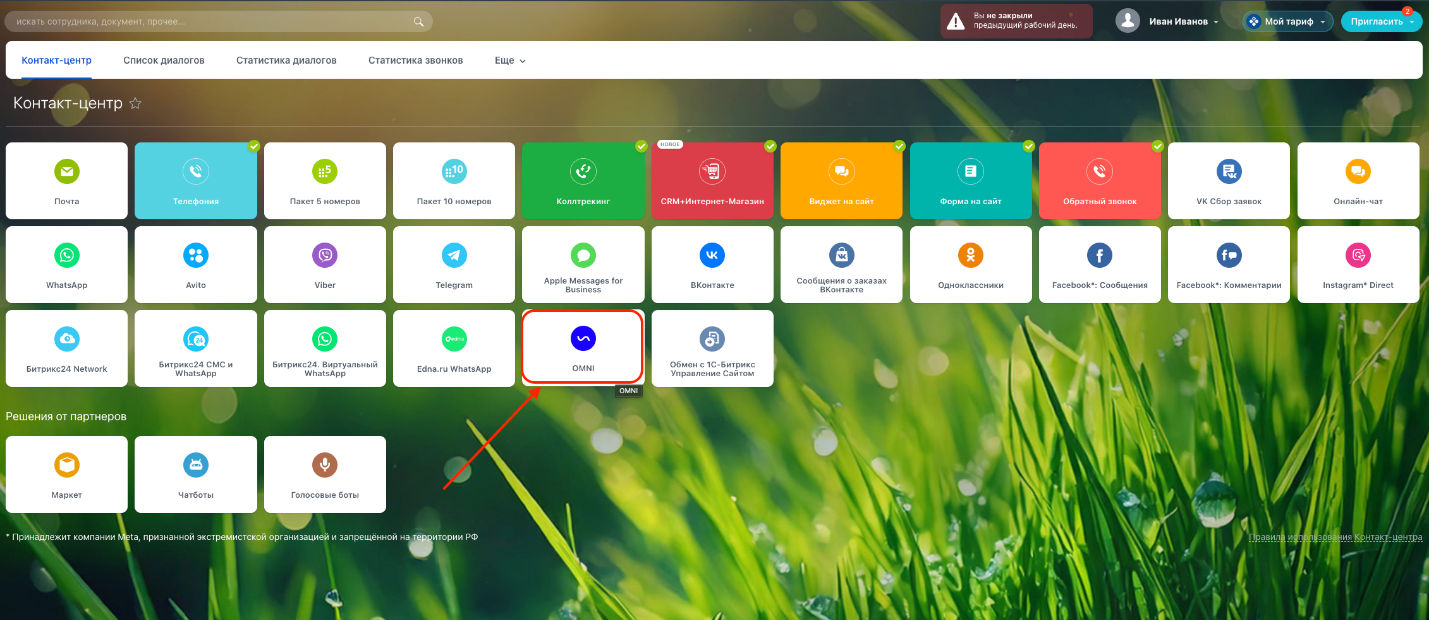 искать сотрудника, документ, прочее...
Вы не закрыли
предыдущий рабочий день.
Иван Иванов
Мой тариф
Пригласить
2
Контакт-центр
Список диалогов
Статистика диалогов
Статистика звонков
Еще
Контакт-центр
НОВОЕ
5
10
Почта
Телефония
Пакет 5 номеров
Пакет 10 номеров
Коллтрекинг
CRM+Интернет-Магазин
Виджет на сайт
Форма на сайт
Обратный звонок
VK Сбор заявок
Онлайн-чат
WhatsApp
Avito
Viber
Telegram
Apple Messages for
Business
ВКонтакте
Сообщения о заказах
ВКонтакте
Одноклассники
Facebook*: Сообщения
Facebook*: Комментарии
Instagram* Direct
24
edna
Битрикс24 Network
Битрикс24 СМС и
WhatsApp
Битрикс24. Виртуальный
WhatsApp
Edna.ru WhatsApp
OMNI
Обмен с 1С-Битрикс
Управление Сайтом
OMNI
Решения от партнеров
Маркет
Чатботы
Голосовые боты
* Принадлежит компании Meta, признанной экстремистской организацией и запрещённой на территории РФ
Правила использования Контакт-центра